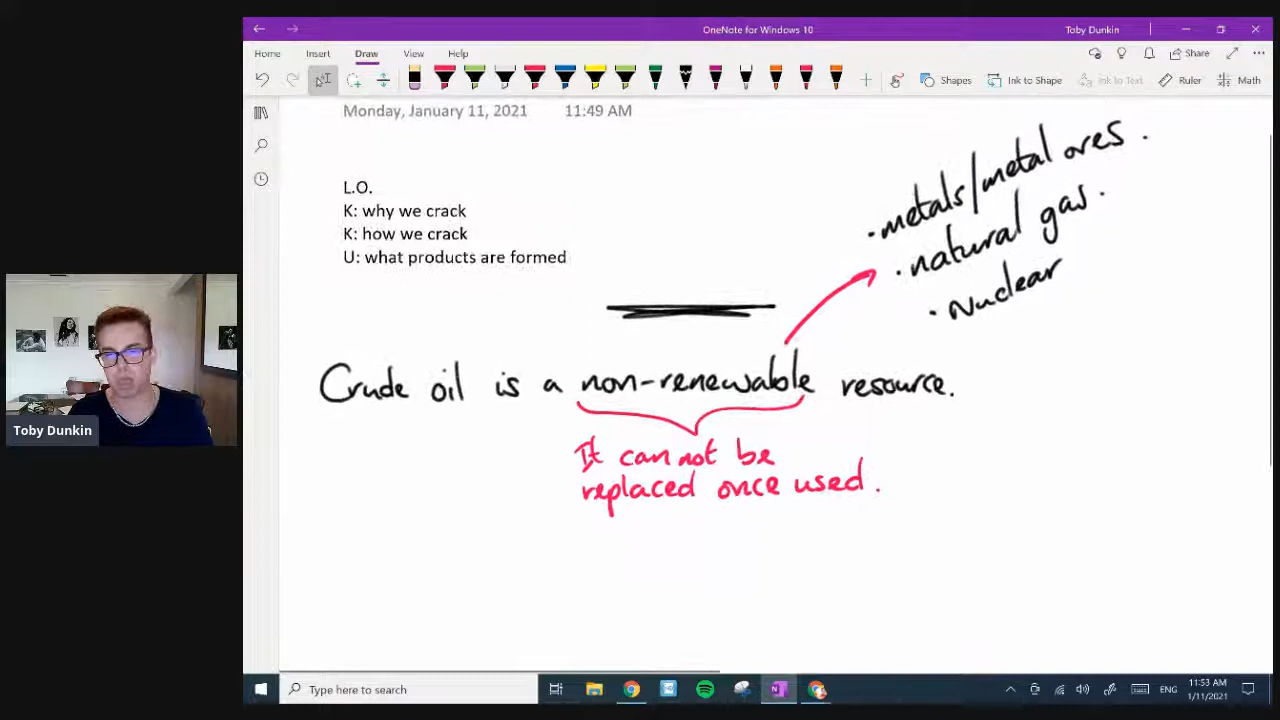 OneNote for Windows 10
Toby Dunkin
Home Insert Draw View Help
Share
Shapes Ink to Shape Ink to Text Ruler Math
Monday, January 11, 2021 11:49 AM
L.O.
K: why we crack
K: how we crack
U: what products are formed
• metals/metal ores.
• natural gas.
• Nuclear
Crude oil is a non-renewable resource.
It can not be
replaced once used.
Toby Dunkin
Type here to search
ENG
11:53 AM
1/11/2021